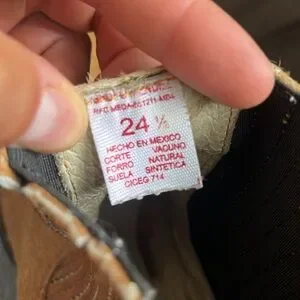 24 ½
HECHO EN MEXICO
CORTE VACUNO
FORRO NATURAL
SUELA SINTETICA
CICEG 714